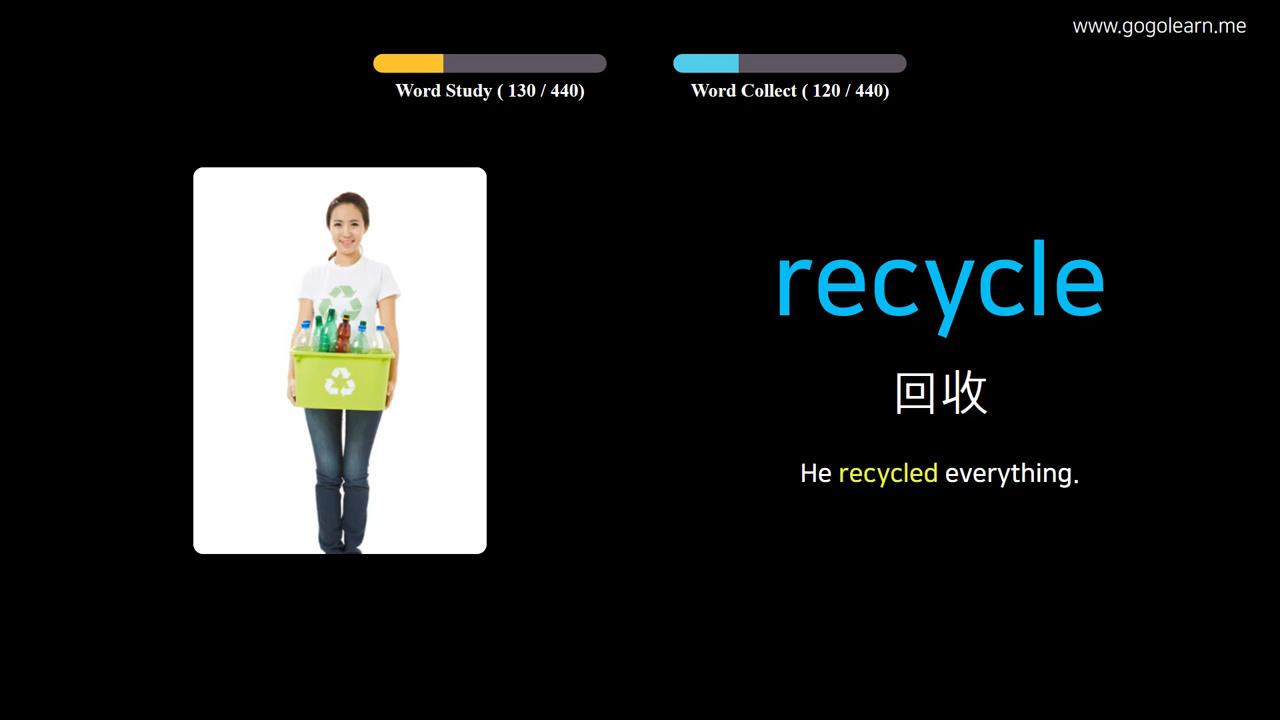 www.gogolearn.me
Word Study ( 130 / 440)
Word Collect ( 120 / 440)
recycle
回收
He recycled everything.